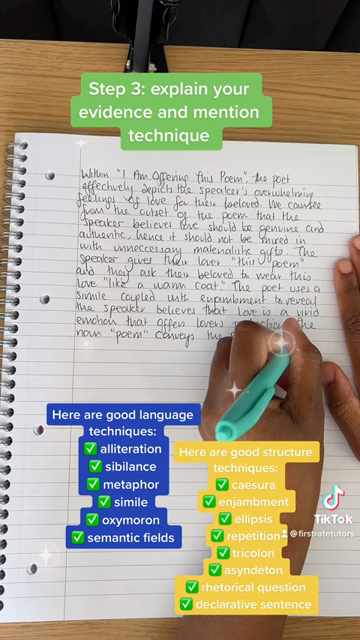 Step 3: explain your
evidence and mention
technique
Within "I Am Offering this Poem", the poet
effectively depicts the speaker's overwhelming
feelings of love for their beloved. We can see
from the outset of the poem that the
speaker believes love should be genuine and
authentic, hence it should not be mixed in
with unnecessary materialistic gifts. The
speaker gives their lover "this poem"
and they ask their beloved to wear this
love "like a warm coat". The poet uses a
simile coupled with enjambment to reveal
the speaker believes that love is a vivid
emotion that offers lovers the
noun "poem" conveys the
Here are good language
techniques:
✅ alliteration
✅ sibilance
✅ metaphor
✅ simile
✅ oxymoron
✅ semantic fields
Here are good structure
techniques:
✅ caesura
✅ enjambment
✅ ellipsis
✅ repetition
✅ tricolon
✅ asyndeton
✅ rhetorical question
✅ declarative sentence
TikTok
@firstratetutors